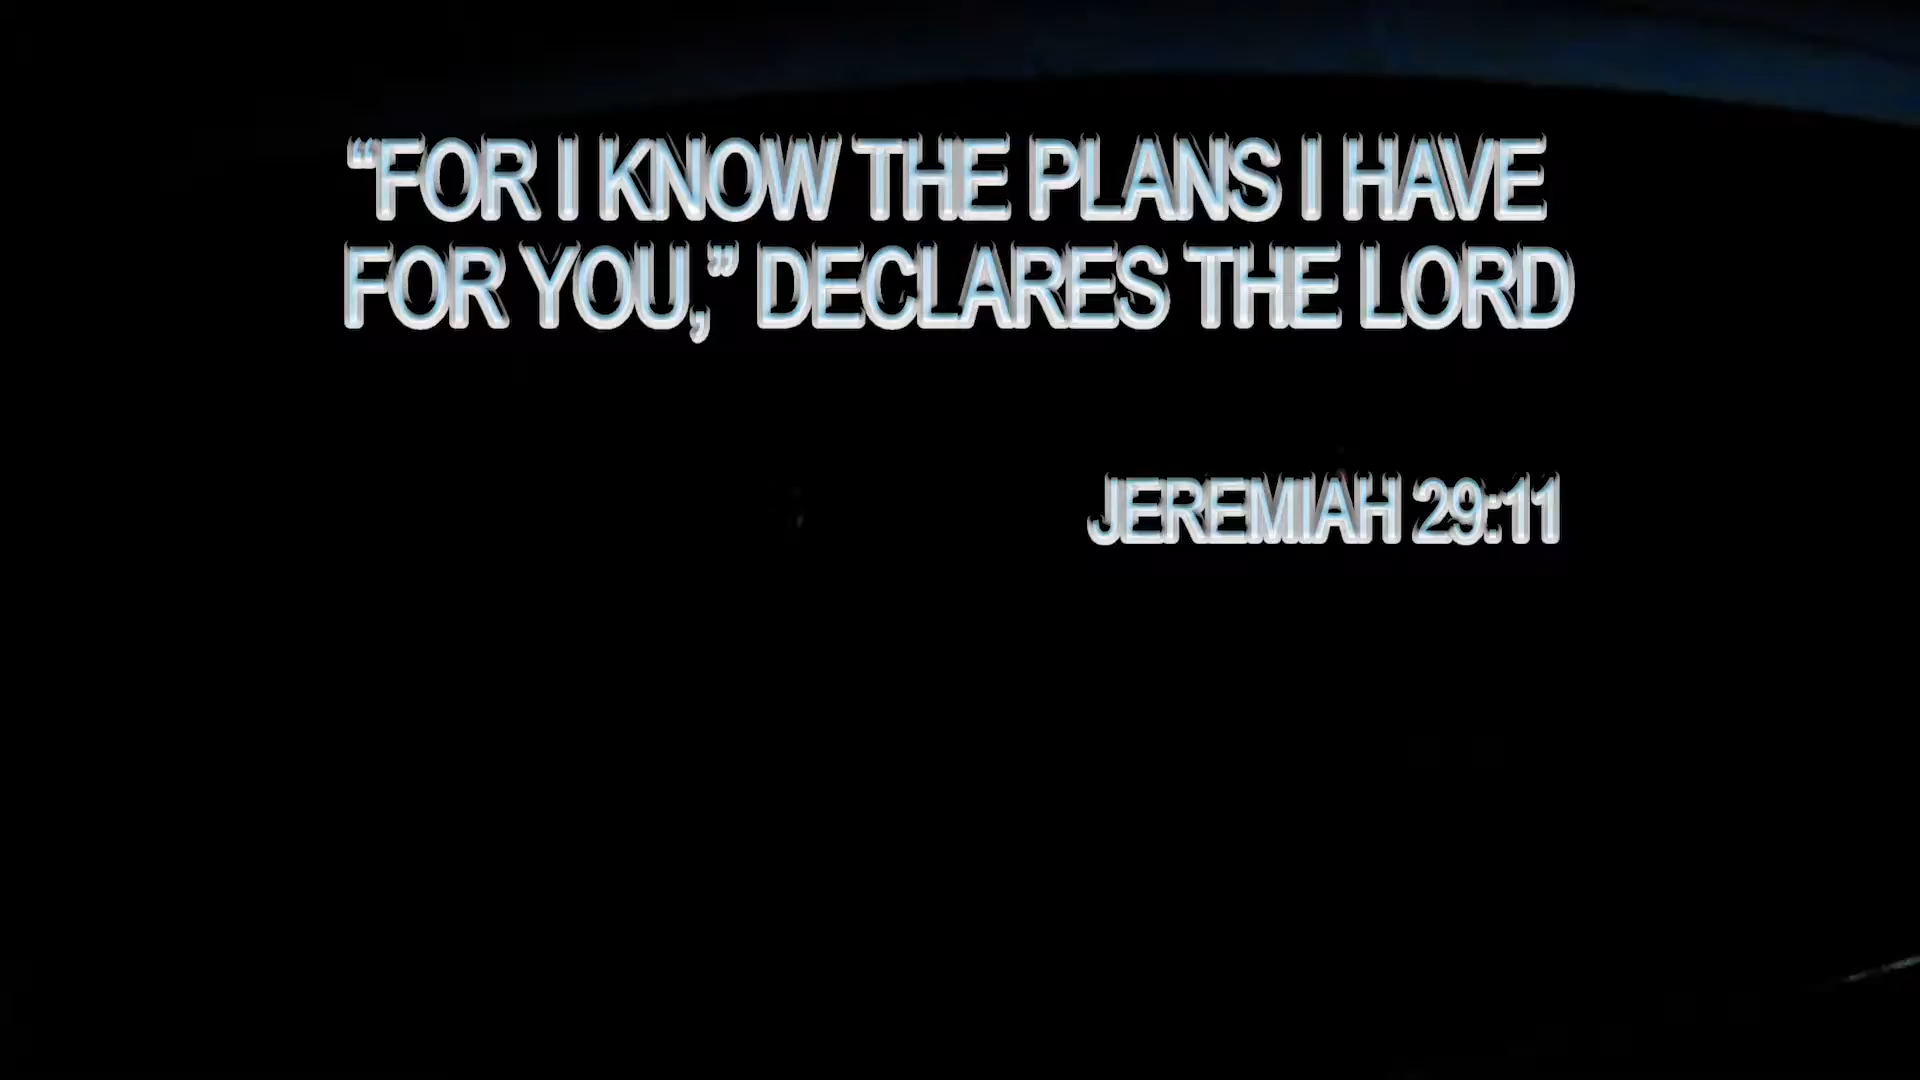 “FOR I KNOW THE PLANS I HAVE
FOR YOU,” DECLARES THE LORD
JEREMIAH 29:11